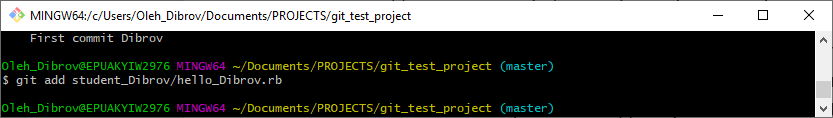 MINGW64:/c/Users/Oleh_Dibrov/Documents/PROJECTS/git_test_project
First commit Dibrov
Oleh_Dibrov@EPUAKYIW2976 MINGW64 ~/Documents/PROJECTS/git_test_project (master)
$ git add student_Dibrov/hello_Dibrov.rb
Oleh_Dibrov@EPUAKYIW2976 MINGW64 ~/Documents/PROJECTS/git_test_project (master)